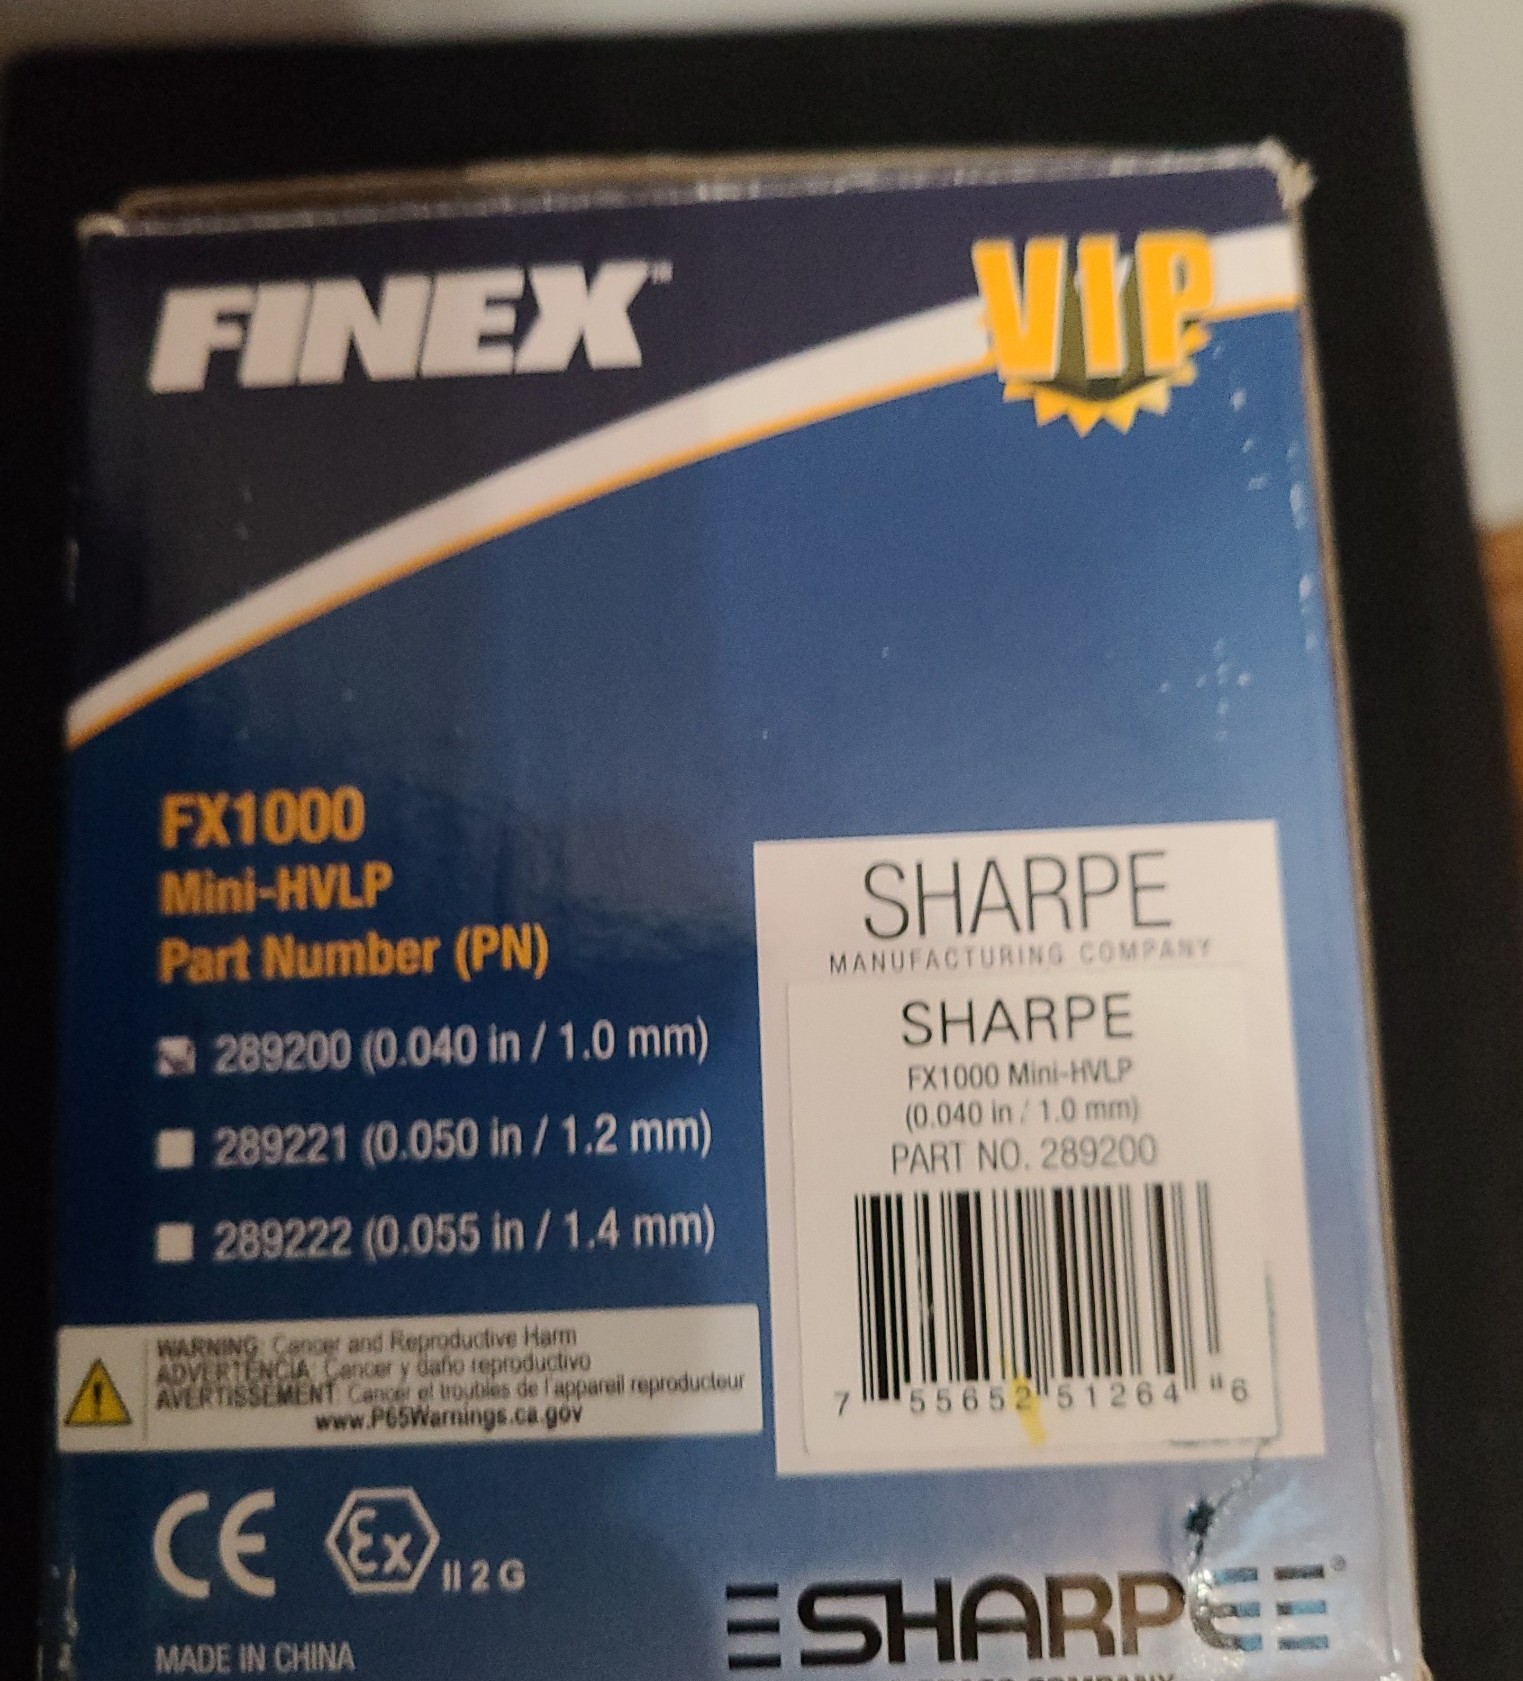 FINEX™
VIP
FX1000
Mini-HVLP
Part Number (PN)
289200 (0.040 in / 1.0 mm)
289221 (0.050 in / 1.2 mm)
289222 (0.055 in / 1.4 mm)
SHARPE
MANUFACTURING COMPANY
SHARPE
FX1000 Mini-HVLP
(0.040 in / 1.0 mm)
PART NO. 289200
7 55652 51264 6
WARNING: Cancer and Reproductive Harm
ADVERTENCIA: Cancer y daño reproductivo
AVERTISSEMENT: Cancer et troubles de l'appareil reproducteur
www.P65Warnings.ca.gov
CE Ex II 2 G
MADE IN CHINA
SHARPE®
COMPANY